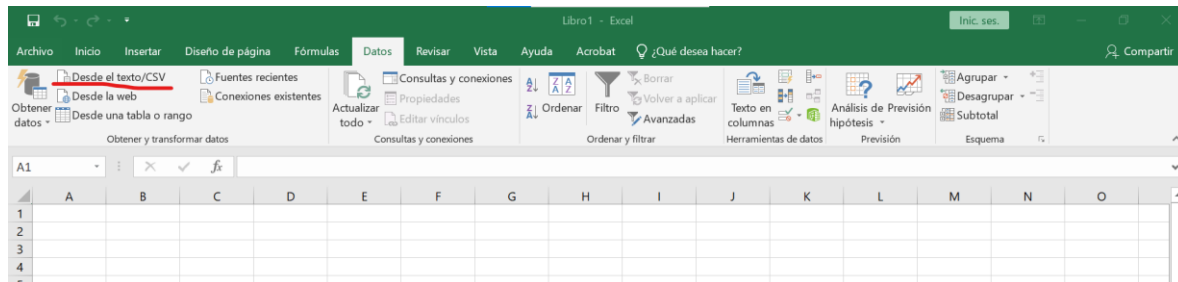 Libro1 - Excel
Inic. ses.
Archivo Inicio Insertar Diseño de página Fórmulas Datos Revisar Vista Ayuda Acrobat ¿Qué desea hacer? Compartir
Obtener datos
Desde el texto/CSV
Desde la web
Desde una tabla o rango
Fuentes recientes
Conexiones existentes
Obtener y transformar datos
Actualizar todo
Consultas y conexiones
Propiedades
Editar vínculos
Consultas y conexiones
Ordenar
Filtro
Borrar
Volver a aplicar
Avanzadas
Ordenar y filtrar
Texto en columnas
Herramientas de datos
Análisis de hipótesis
Previsión
Previsión
Agrupar
Desagrupar
Subtotal
Esquema
A1
fx
A B C D E F G H I J K L M N O
1
2
3
4